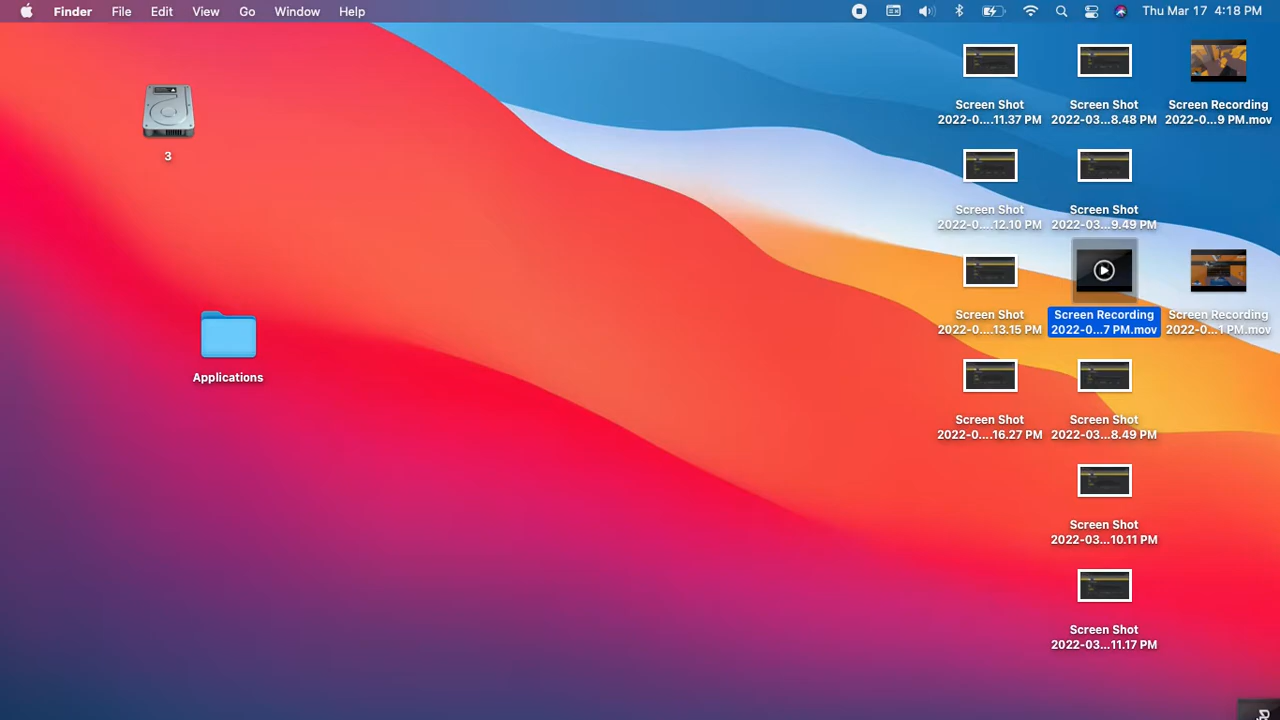 Finder File Edit View Go Window Help Thu Mar 17 4:18 PM
Screen Shot
2022-0....11.37 PM
Screen Shot
2022-03...8.48 PM
Screen Recording
2022-0...9 PM.mov
3
Screen Shot
2022-0....12.10 PM
Screen Shot
2022-03...9.49 PM
Screen Shot
2022-0....13.15 PM
Screen Recording
2022-0...7 PM.mov
Screen Recording
2022-0...1 PM.mov
Applications
Screen Shot
2022-0....16.27 PM
Screen Shot
2022-03...8.49 PM
Screen Shot
2022-03...10.11 PM
Screen Shot
2022-03...11.17 PM